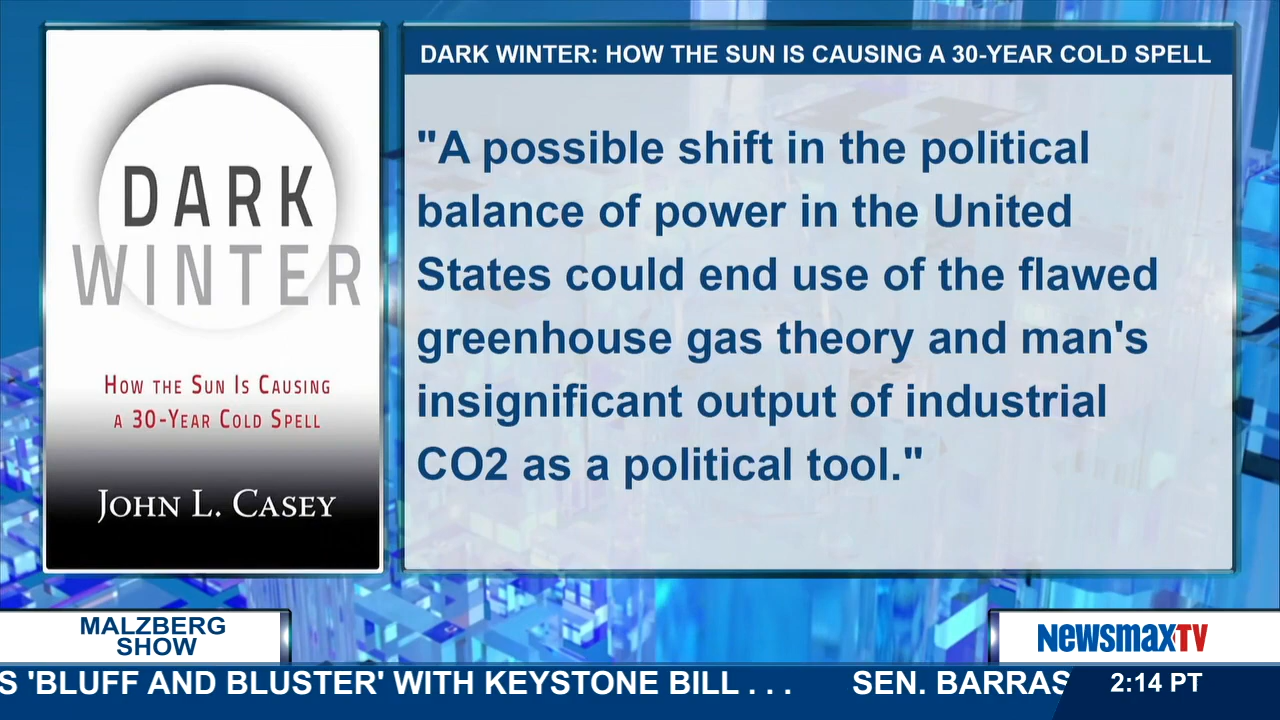 DARK
WINTER
HOW THE SUN IS CAUSING
A 30-YEAR COLD SPELL
JOHN L. CASEY
DARK WINTER: HOW THE SUN IS CAUSING A 30-YEAR COLD SPELL
"A possible shift in the political
balance of power in the United
States could end use of the flawed
greenhouse gas theory and man's
insignificant output of industrial
CO2 as a political tool."
MALZBERG
SHOW
NEWSMAXTV
S 'BLUFF AND BLUSTER' WITH KEYSTONE BILL . . . SEN. BARRAS
2:14 PT